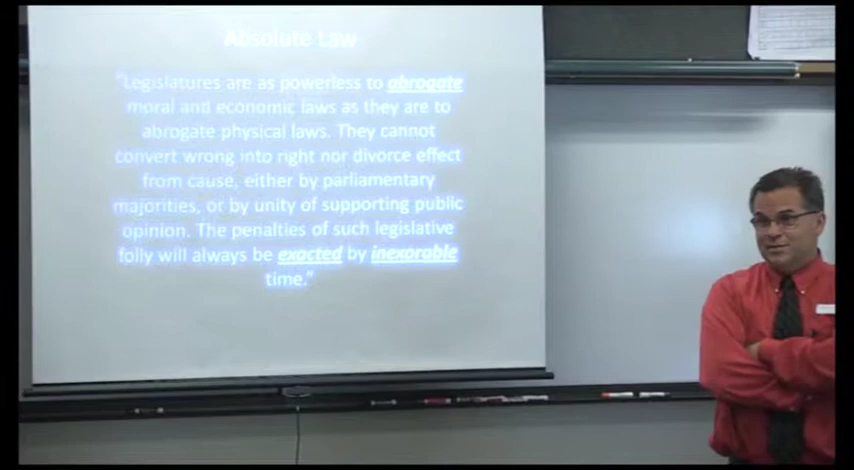 Absolute Law
"Legislatures are as powerless to abrogate
moral and economic laws as they are to
abrogate physical laws. They cannot
convert wrong into right nor divorce effect
from cause, either by parliamentary
majorities, or by unity of supporting public
opinion. The penalties of such legislative
folly will always be exacted by inexorable
time."